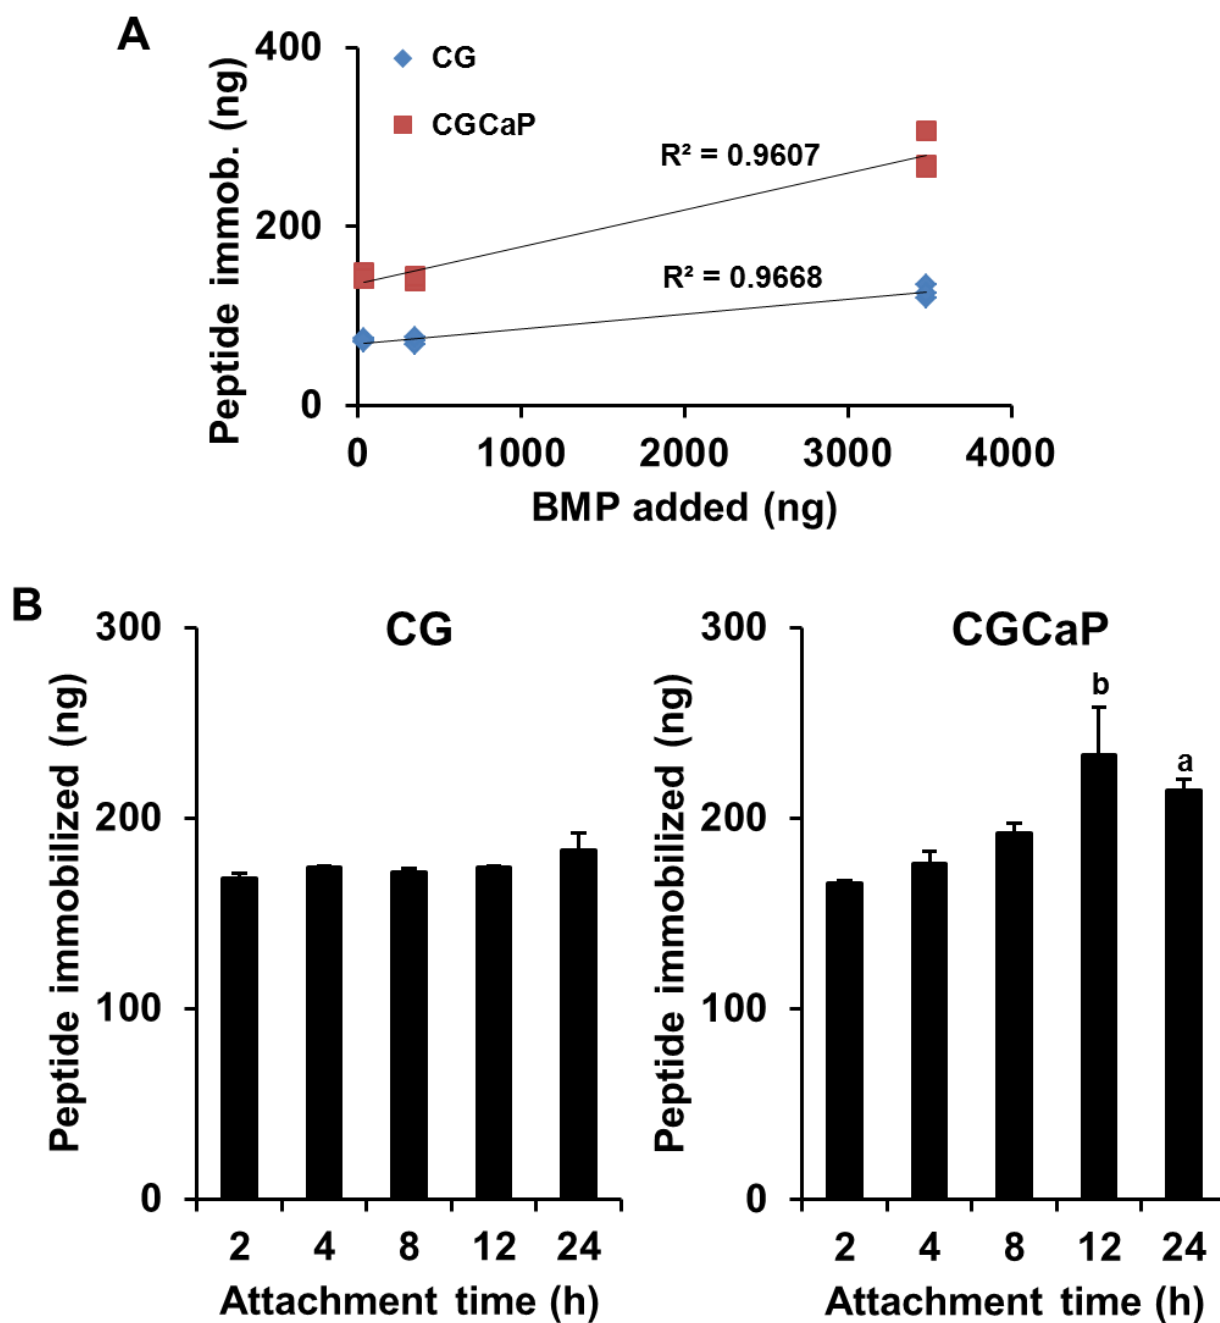 A
400
200
0
Peptide immob. (ng)
CG
CGCaP
R² = 0.9607
R² = 0.9668
0 1000 2000 3000 4000
BMP added (ng)
B
CG
300
200
100
0
Peptide immobilized (ng)
2 4 8 12 24
Attachment time (h)
CGCaP
300
200
100
0
Peptide immobilized (ng)
b
a
2 4 8 12 24
Attachment time (h)